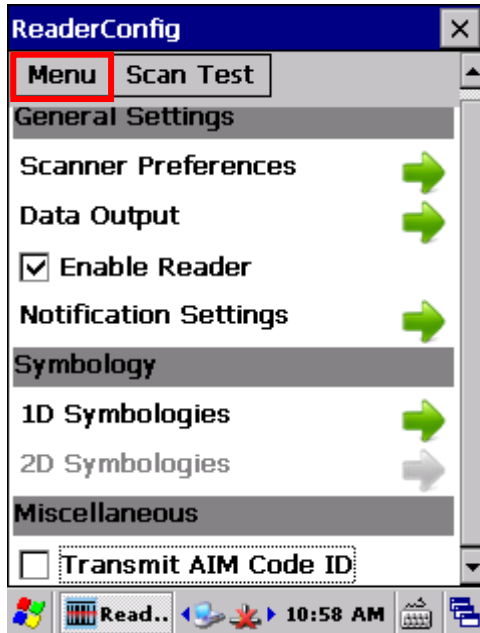 ReaderConfig
Menu Scan Test
General Settings
Scanner Preferences
Data Output
Enable Reader
Notification Settings
Symbology
1D Symbologies
2D Symbologies
Miscellaneous
Transmit AIM Code ID
Read.. 10:58 AM